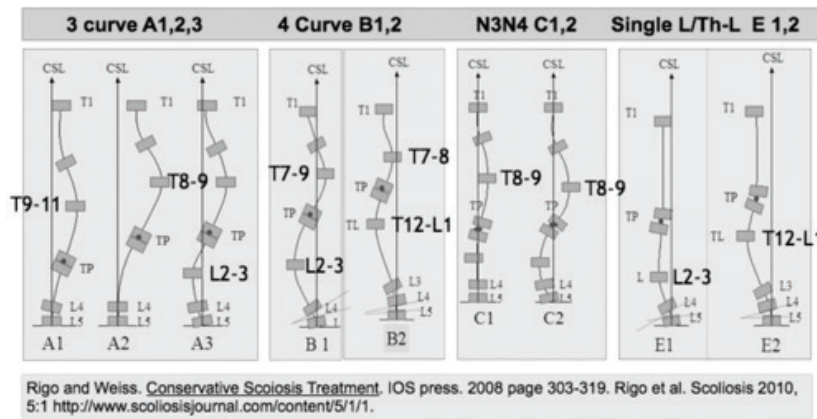 3 curve A1,2,3
4 Curve B1,2
N3N4 C1,2
Single L/Th-L E 1,2
CSL
T1
T9-11
TP
L4
L5
A1
CSL
T1
T8-9
TP
L4
L5
A2
CSL
T1
TP
L2-3
L4
L5
A3
CSL
T1
T7-9
TP
L2-3
L4
L
B 1
CSL
T1
T7-8
TP
TL
T12-L1
L3
L4
L5
B2
CSL
T1
T8-9
TP
L4
L5
C1
CSL
T1
T8-9
TP
L4
L5
C2
CSL
T1
TP
L
L2-3
L4
L5
E1
CSL
T1
TP
TL
T12-L1
L3
L4
L5
E2
Rigo and Weiss. Conservative Scoiosis Treatment. IOS press. 2008 page 303-319. Rigo et al. Scoliosis 2010,
5:1 http://www.scoliosisjournal.com/content/5/1/1.